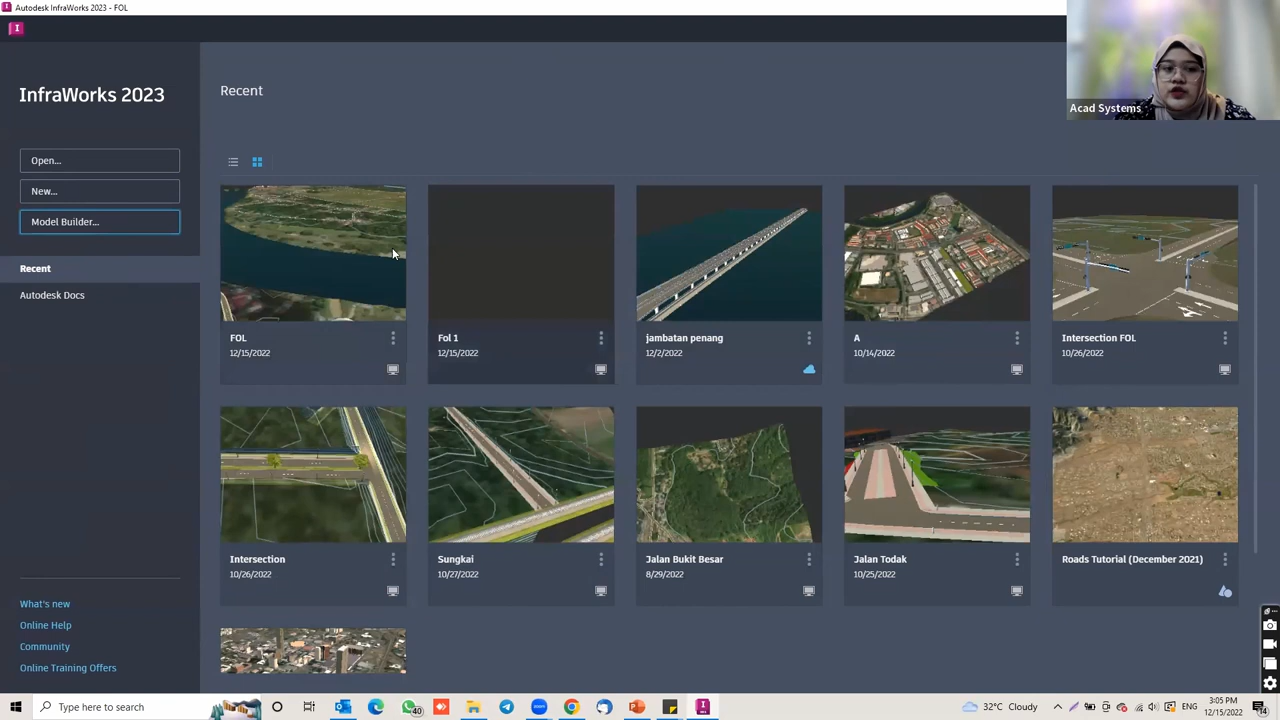 Autodesk InfraWorks 2023 - FOL
I
InfraWorks 2023
Open...
New...
Model Builder...
Recent
Autodesk Docs
What's new
Online Help
Community
Online Training Offers
Recent
FOL
12/15/2022
Fol 1
12/15/2022
jambatan penang
12/2/2022
A
10/14/2022
Intersection FOL
10/26/2022
Intersection
10/26/2022
Sungkai
10/27/2022
Jalan Bukit Besar
8/29/2022
Jalan Todak
10/25/2022
Roads Tutorial (December 2021)
Acad Systems
Type here to search
40
32°C Cloudy
ENG
3:05 PM
12/15/2022
14